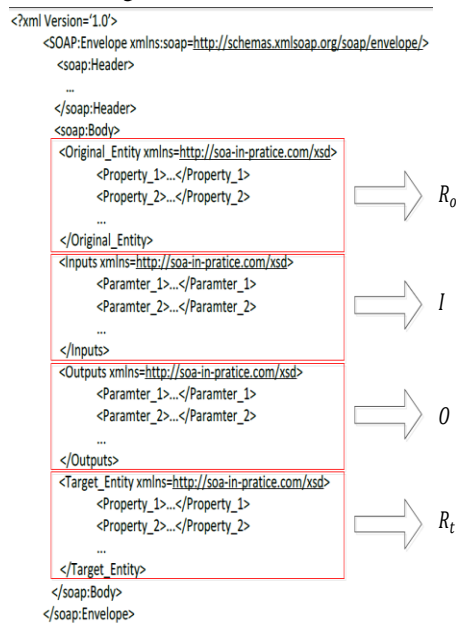 <?xml Version='1.0'>
<SOAP:Envelope xmlns:soap=http://schemas.xmlsoap.org/soap/envelope/>
<soap:Header>
...
</soap:Header>
<soap:Body>
<Original_Entity xmlns=http://soa-in-pratice.com/xsd>
<Property_1>...</Property_1>
<Property_2>...</Property_2>
...
</Original_Entity>
R_o
<Inputs xmlns=http://soa-in-pratice.com/xsd>
<Paramter_1>...</Paramter_1>
<Paramter_2>...</Paramter_2>
...
</Inputs>
I
<Outputs xmlns=http://soa-in-pratice.com/xsd>
<Paramter_1>...</Paramter_1>
<Paramter_2>...</Paramter_2>
...
</Outputs>
O
<Target_Entity xmlns=http://soa-in-pratice.com/xsd>
<Property_1>...</Property_1>
<Property_2>...</Property_2>
...
</Target_Entity>
R_t
</soap:Body>
</soap:Envelope>